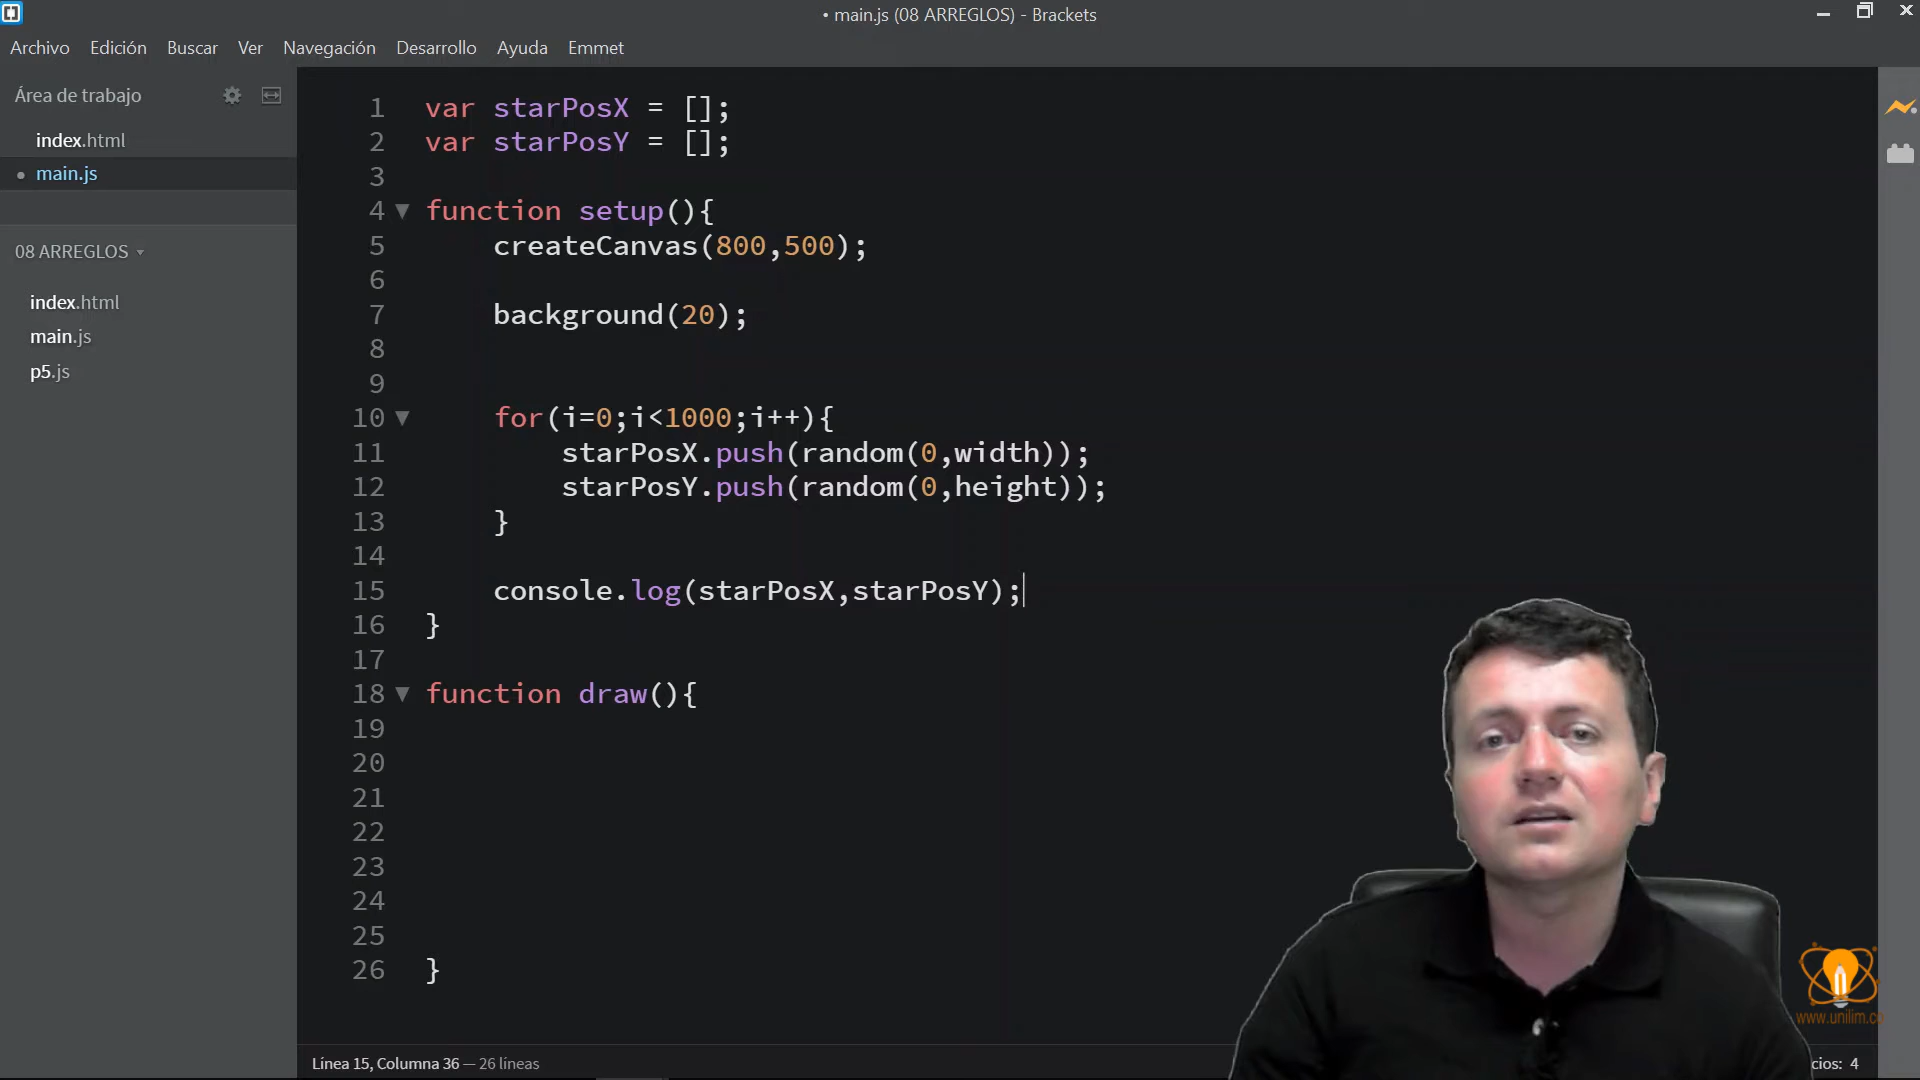 • main.js (08 ARREGLOS) - Brackets
Archivo Edición Buscar Ver Navegación Desarrollo Ayuda Emmet
Área de trabajo
index.html
• main.js
08 ARREGLOS
index.html
main.js
p5.js
1 var starPosX = [];
2 var starPosY = [];
3
4 function setup(){
5 createCanvas(800,500);
6
7 background(20);
8
9
10 for(i=0;i<1000;i++){
11 starPosX.push(random(0,width));
12 starPosY.push(random(0,height));
13 }
14
15 console.log(starPosX,starPosY);
16 }
17
18 function draw(){
19
20
21
22
23
24
25
26 }
www.unilim.c
Línea 15, Columna 36 — 26 líneas
cios: 4